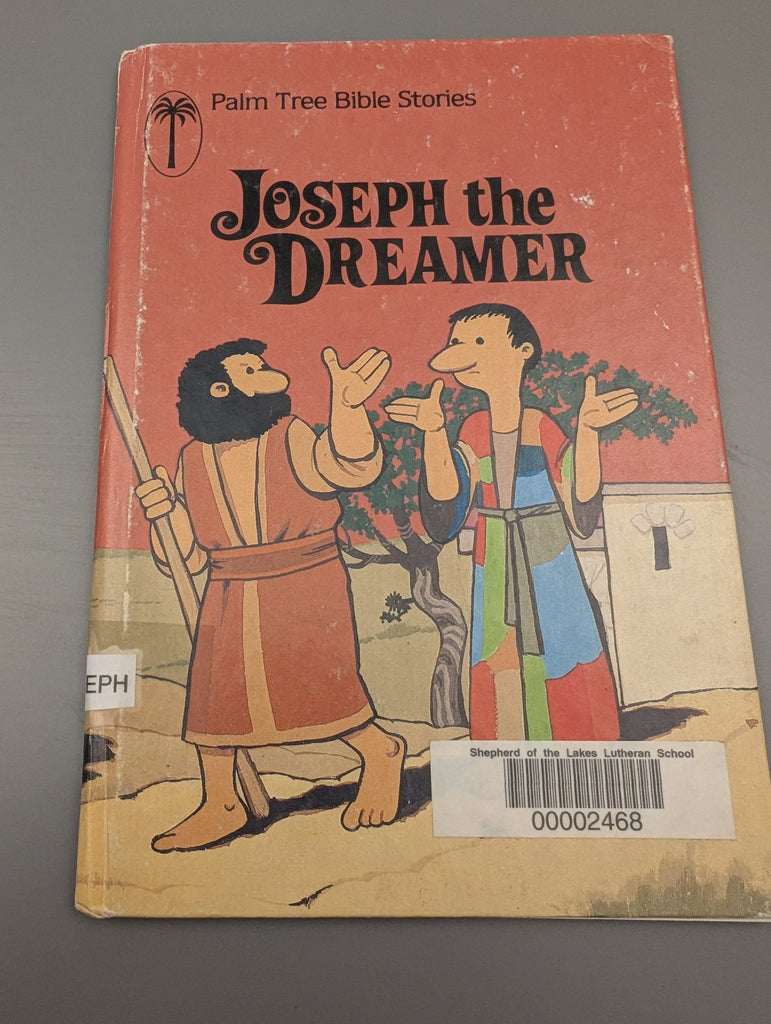 Palm Tree Bible Stories
JOSEPH the
DREAMER
EPH
Shepherd of the Lakes Lutheran School
00002468